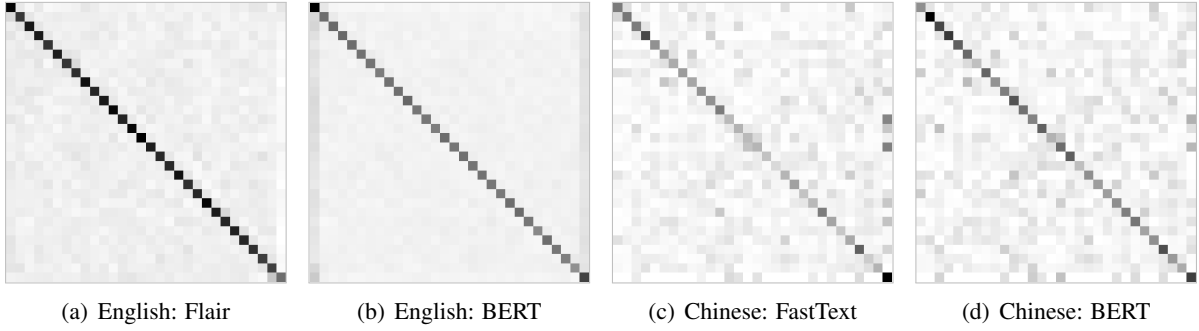 (a) English: Flair
(b) English: BERT
(c) Chinese: FastText
(d) Chinese: BERT